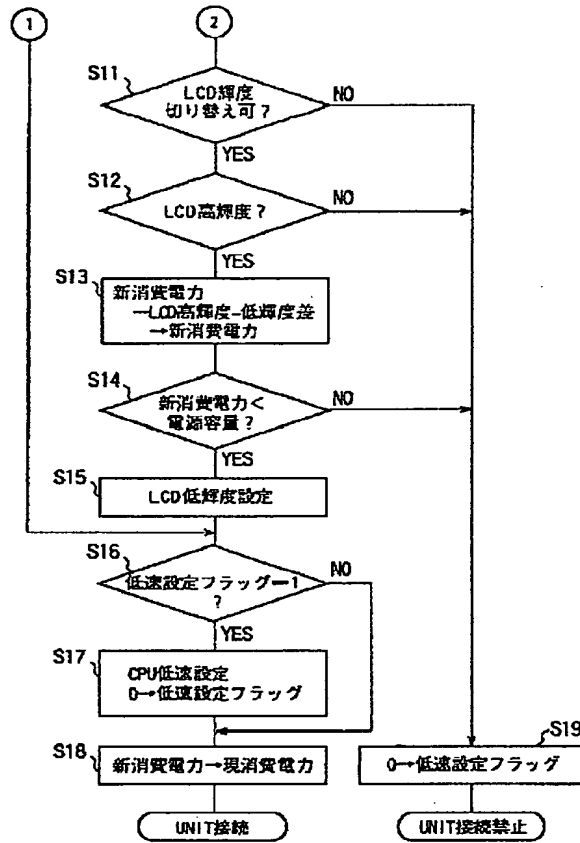 1
2
S11
LCD輝度
切り替え可?
NO
YES
S12
LCD高輝度?
NO
YES
S13
新消費電力
ーLCD高輝度-低輝度差
→新消費電力
S14
新消費電力<
電源容量?
NO
YES
S15
LCD低輝度設定
S16
低速設定フラッグー1
?
NO
YES
S17
CPU低速設定
0→低速設定フラッグ
S18
新消費電力→現消費電力
S19
0→低速設定フラッグ
UNIT接続
UNIT接続禁止